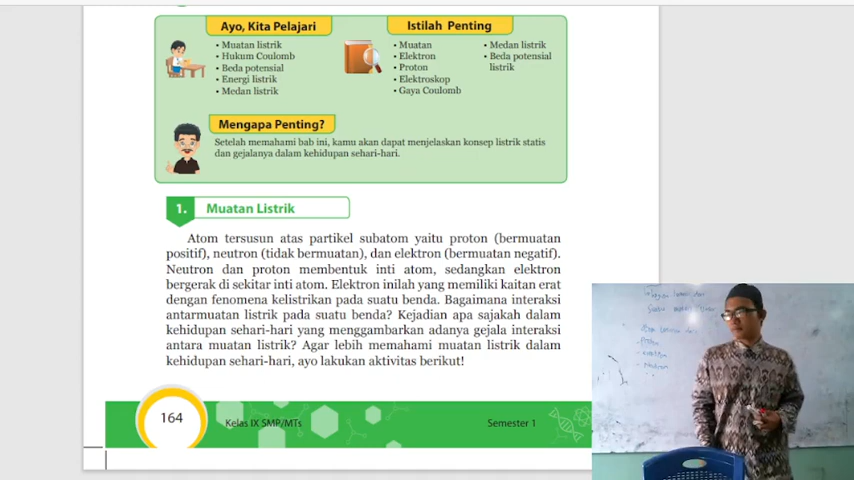 Ayo, Kita Pelajari
• Muatan listrik
• Hukum Coulomb
• Beda potensial
• Energi listrik
• Medan listrik
Istilah Penting
• Muatan
• Elektron
• Proton
• Elektroskop
• Gaya Coulomb
• Medan listrik
• Beda potensial
listrik
Mengapa Penting?
Setelah memahami bab ini, kamu akan dapat menjelaskan konsep listrik statis
dan gejalanya dalam kehidupan sehari-hari.
1. Muatan Listrik
Atom tersusun atas partikel subatom yaitu proton (bermuatan
positif), neutron (tidak bermuatan), dan elektron (bermuatan negatif).
Neutron dan proton membentuk inti atom, sedangkan elektron
bergerak di sekitar inti atom. Elektron inilah yang memiliki kaitan erat
dengan fenomena kelistrikan pada suatu benda. Bagaimana interaksi
antarmuatan listrik pada suatu benda? Kejadian apa sajakah dalam
kehidupan sehari-hari yang menggambarkan adanya gejala interaksi
antara muatan listrik? Agar lebih memahami muatan listrik dalam
kehidupan sehari-hari, ayo lakukan aktivitas berikut!
164
Kelas IX SMP/MTs
Semester 1
- Proton